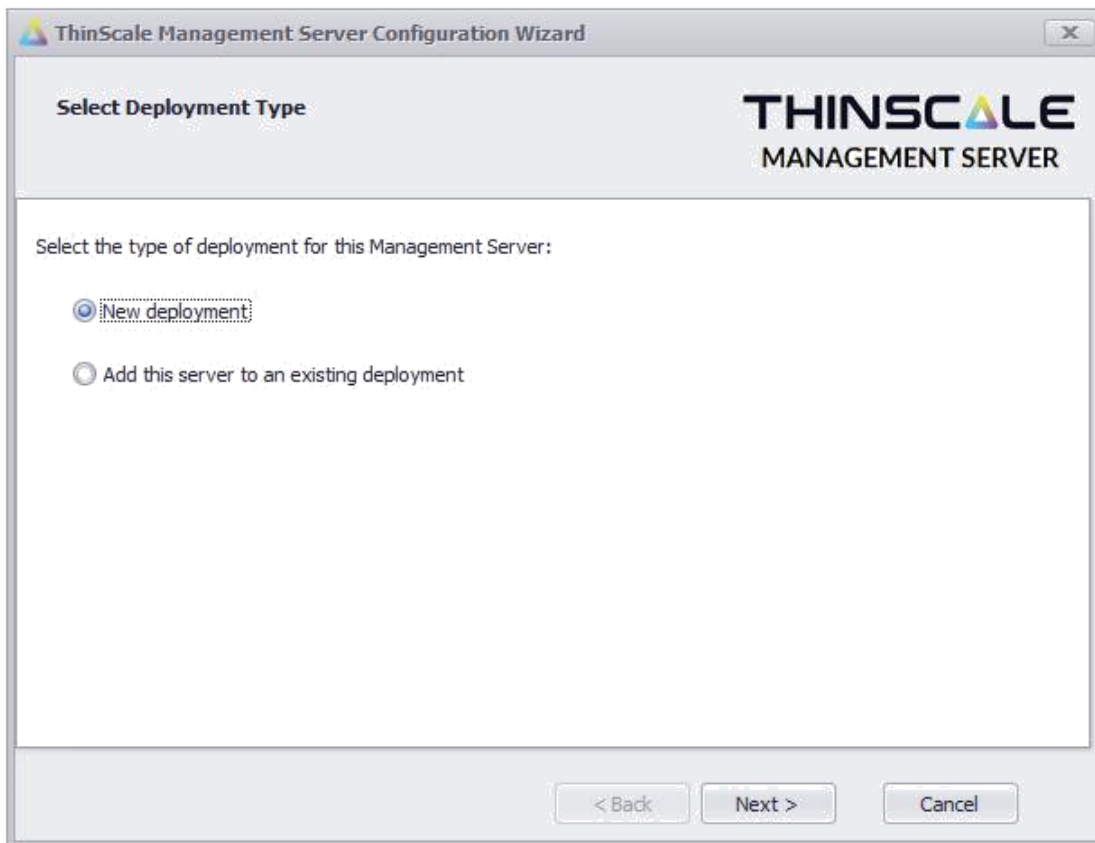 ThinScale Management Server Configuration Wizard
Select Deployment Type
THINSCALE
MANAGEMENT SERVER
Select the type of deployment for this Management Server:
New deployment
Add this server to an existing deployment
< Back Next > Cancel